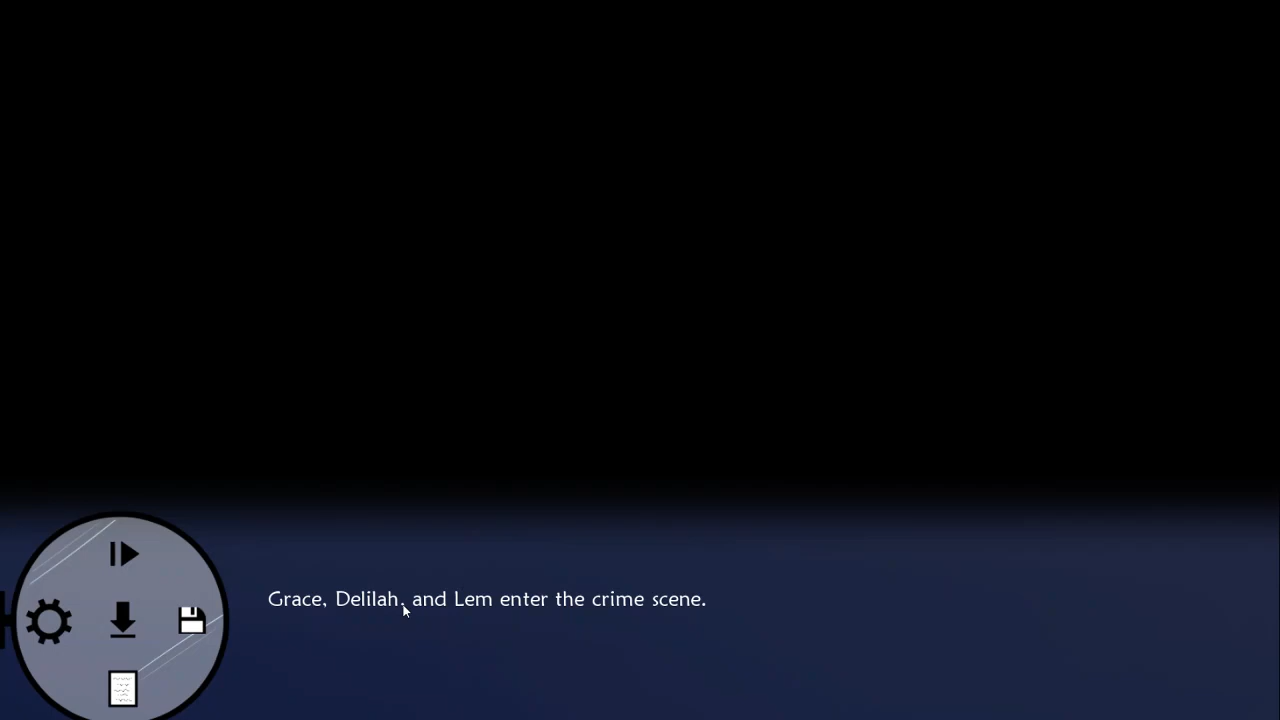 Grace, Delilah, and Lem enter the crime scene.